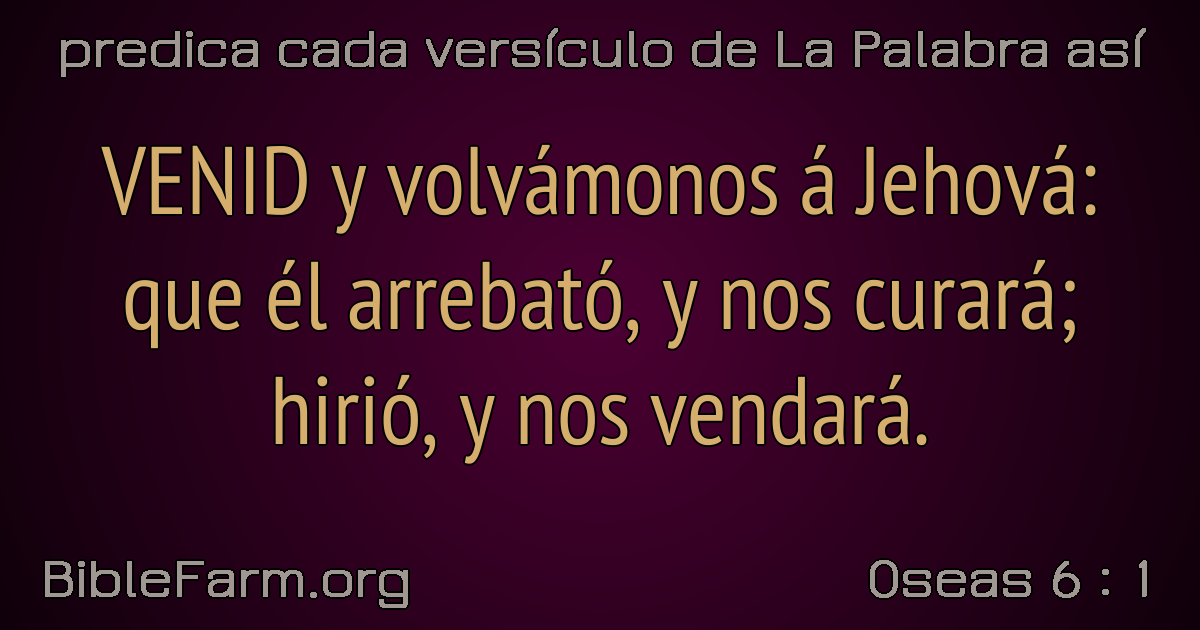 predica cada versículo de La Palabra así
VENID y volvámonos á Jehová:
que él arrebató, y nos curará;
hirió, y nos vendará.
BibleFarm.org
Oseas 6 : 1